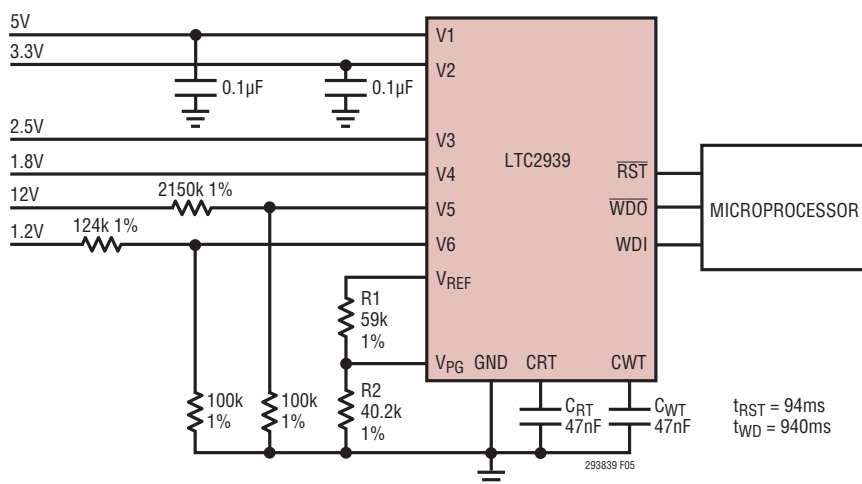 5V
3.3V
2.5V
1.8V
12V
1.2V
0.1µF
0.1µF
2150k 1%
124k 1%
V1
V2
V3
V4
V5
V6
VREF
VPG
GND
CRT
CWT
LTC2939
RST
WDO
WDI
MICROPROCESSOR
R1
59k
1%
R2
40.2k
1%
100k
1%
100k
1%
CRT
47nF
CWT
47nF
tRST = 94ms
tWD = 940ms
293839 F05